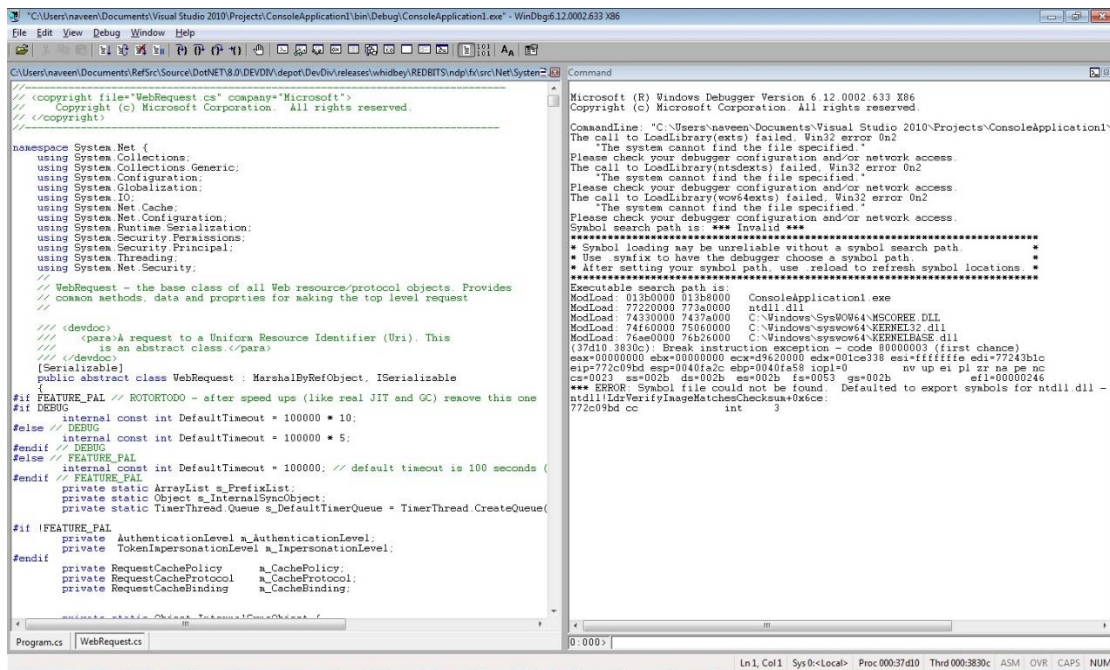 "C:\Users\naveen\Documents\Visual Studio 2010\Projects\ConsoleApplication1\bin\Debug\ConsoleApplication1.exe" - WinDbg:6.12.0002.633 X86
File Edit View Debug Window Help
C:\Users\naveen\Documents\RefSrc\Source\DotNET\8.0\DEVDIV\depot\DevDiv\releases\whidbey\REDBITS\ndp\fx\src\Net\System
//------------------------------------------------------------------------------
// <copyright file="WebRequest.cs" company="Microsoft">
//     Copyright (c) Microsoft Corporation.  All rights reserved.
// </copyright>
//------------------------------------------------------------------------------
namespace System.Net {
using System.Collections;
using System.Collections.Generic;
using System.Configuration;
using System.Globalization;
using System.IO;
using System.Net.Cache;
using System.Net.Configuration;
using System.Runtime.Serialization;
using System.Security.Permissions;
using System.Security.Principal;
using System.Threading;
using System.Net.Security;
//
// WebRequest - the base class of all Web resource/protocol objects. Provides
// common methods, data and proprties for making the top level request
//
/// <devdoc>
///    <para>A request to a Uniform Resource Identifier (Uri). This
///       is an abstract class.</para>
/// </devdoc>
[Serializable]
public abstract class WebRequest : MarshalByRefObject, ISerializable
{
#if FEATURE_PAL // ROTORTODO - after speed ups (like real JIT and GC) remove this one
#if DEBUG
internal const int DefaultTimeout = 100000 * 10;
#else // DEBUG
internal const int DefaultTimeout = 100000 * 5;
#endif // DEBUG
#else // FEATURE_PAL
internal const int DefaultTimeout = 100000; // default timeout is 100 seconds (
#endif // FEATURE_PAL
private static ArrayList s_PrefixList;
private static Object s_InternalSyncObject;
private static TimerThread.Queue s_DefaultTimerQueue = TimerThread.CreateQueue(
#if !FEATURE_PAL
private  AuthenticationLevel m_AuthenticationLevel;
private  TokenImpersonationLevel m_ImpersonationLevel;
#endif
private RequestCachePolicy      m_CachePolicy;
private RequestCacheProtocol    m_CacheProtocol;
private RequestCacheBinding     m_CacheBinding;
private static Object InternalSyncObject {
Program.cs WebRequest.cs
Command
Microsoft (R) Windows Debugger Version 6.12.0002.633 X86
Copyright (c) Microsoft Corporation. All rights reserved.
CommandLine: "C:\Users\naveen\Documents\Visual Studio 2010\Projects\ConsoleApplication1\
The call to LoadLibrary(exts) failed, Win32 error 0n2
"The system cannot find the file specified."
Please check your debugger configuration and/or network access.
The call to LoadLibrary(ntsdexts) failed, Win32 error 0n2
"The system cannot find the file specified."
Please check your debugger configuration and/or network access.
The call to LoadLibrary(wow64exts) failed, Win32 error 0n2
"The system cannot find the file specified."
Please check your debugger configuration and/or network access.
Symbol search path is: *** Invalid ***
****************************************************************************
* Symbol loading may be unreliable without a symbol search path.           *
* Use .symfix to have the debugger choose a symbol path.                   *
* After setting your symbol path, use .reload to refresh symbol locations. *
****************************************************************************
Executable search path is:
ModLoad: 013b0000 013b8000   ConsoleApplication1.exe
ModLoad: 77220000 773a0000   ntdll.dll
ModLoad: 74330000 7437a000   C:\Windows\SysWOW64\MSCOREE.DLL
ModLoad: 74f60000 75060000   C:\Windows\syswow64\KERNEL32.dll
ModLoad: 76ae0000 76b26000   C:\Windows\syswow64\KERNELBASE.dll
(37d10.3830c): Break instruction exception - code 80000003 (first chance)
eax=00000000 ebx=00000000 ecx=d9620000 edx=001ce338 esi=fffffffe edi=77243b1c
eip=772c09bd esp=0040fa2c ebp=0040fa58 iopl=0         nv up ei pl zr na pe nc
cs=0023  ss=002b  ds=002b  es=002b  fs=0053  gs=002b             efl=00000246
*** ERROR: Symbol file could not be found.  Defaulted to export symbols for ntdll.dll -
ntdll!LdrVerifyImageMatchesChecksum+0x6ce:
772c09bd cc              int     3
0:000>
Ln 1, Col 1 Sys 0:<Local> Proc 000:37d10 Thrd 000:3830c ASM OVR CAPS NUM